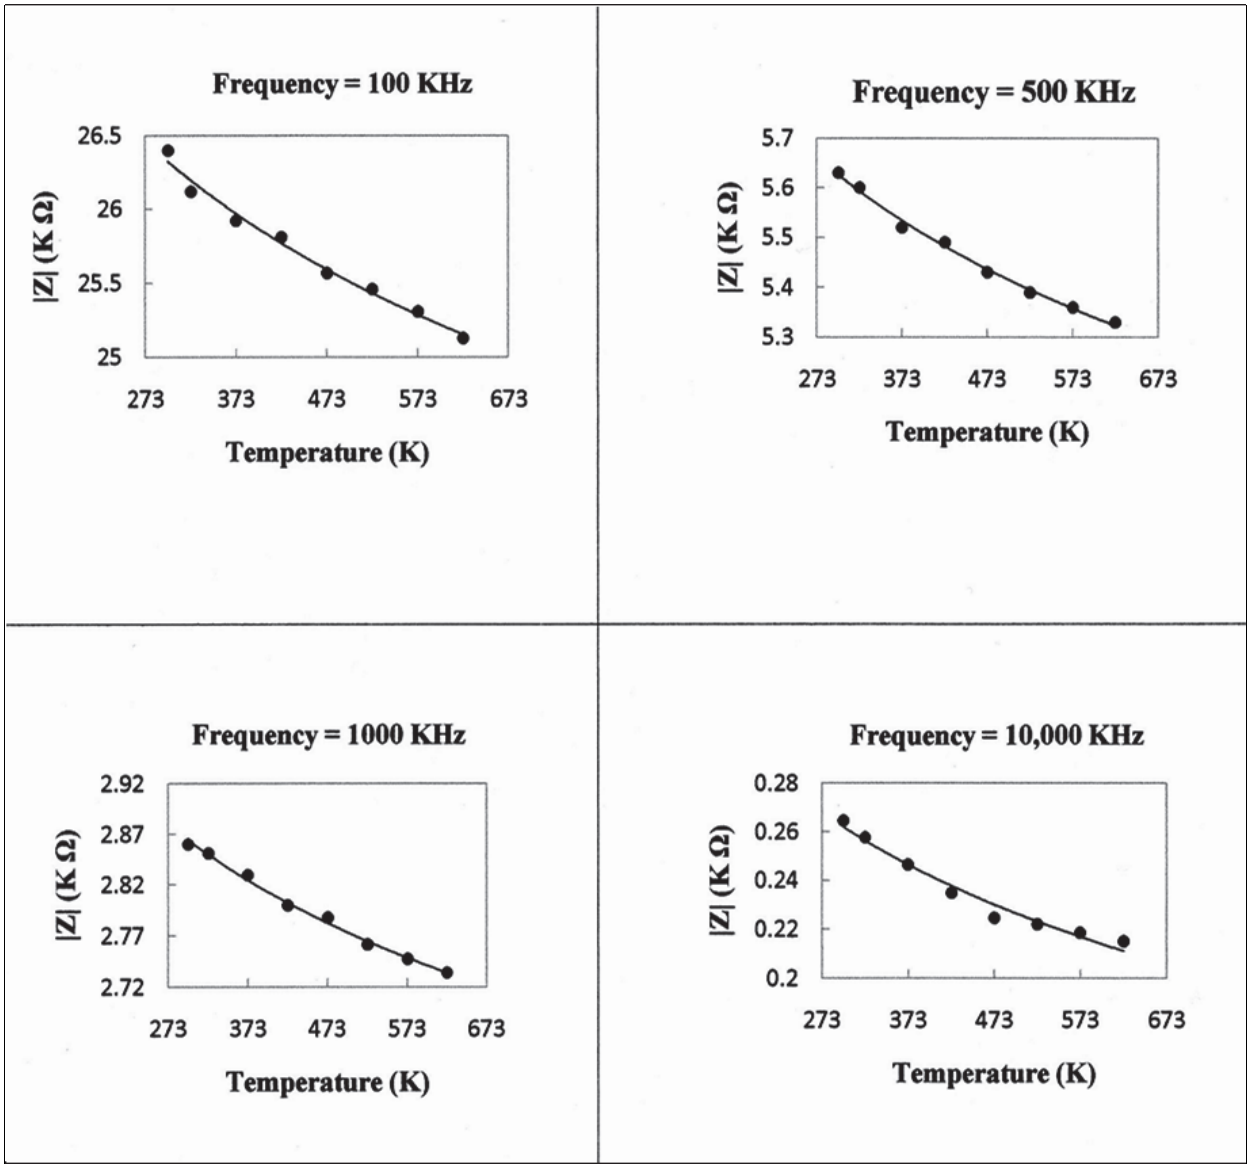 Frequency = 100 KHz
26.5
26
25.5
25
|Z| (K Ω)
273 373 473 573 673
Temperature (K)
Frequency = 500 KHz
5.7
5.6
5.5
5.4
5.3
|Z| (K Ω)
273 373 473 573 673
Temperature (K)
Frequency = 1000 KHz
2.92
2.87
2.82
2.77
2.72
|Z| (K Ω)
273 373 473 573 673
Temperature (K)
Frequency = 10,000 KHz
0.28
0.26
0.24
0.22
0.2
|Z| (K Ω)
273 373 473 573 673
Temperature (K)